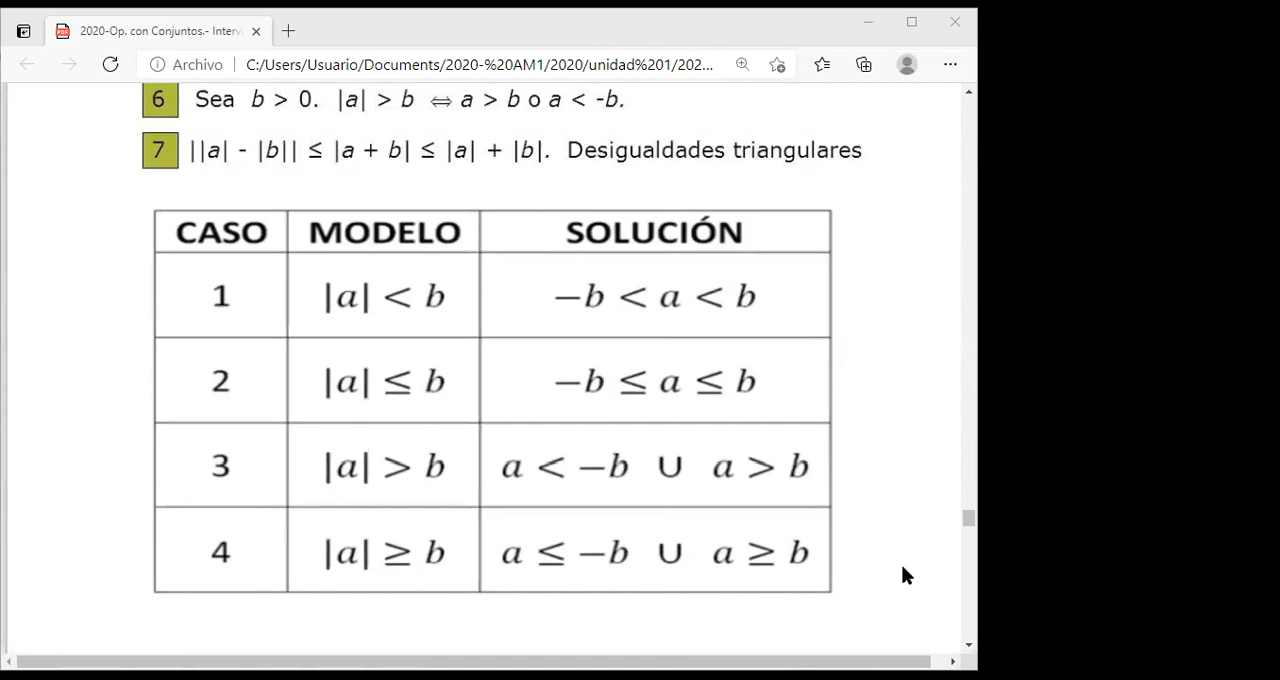 2020-Op. con Conjuntos.- Interv
Archivo | C:/Users/Usuario/Documents/2020-%20AM1/2020/unidad%201/202...
6 Sea b > 0. |a| > b ⇔ a > b o a < -b.
7 ||a| - |b|| ≤ |a + b| ≤ |a| + |b|. Desigualdades triangulares
CASO MODELO SOLUCIÓN
1 |a| < b −b < a < b
2 |a| ≤ b −b ≤ a ≤ b
3 |a| > b a < −b ∪ a > b
4 |a| ≥ b a ≤ −b ∪ a ≥ b